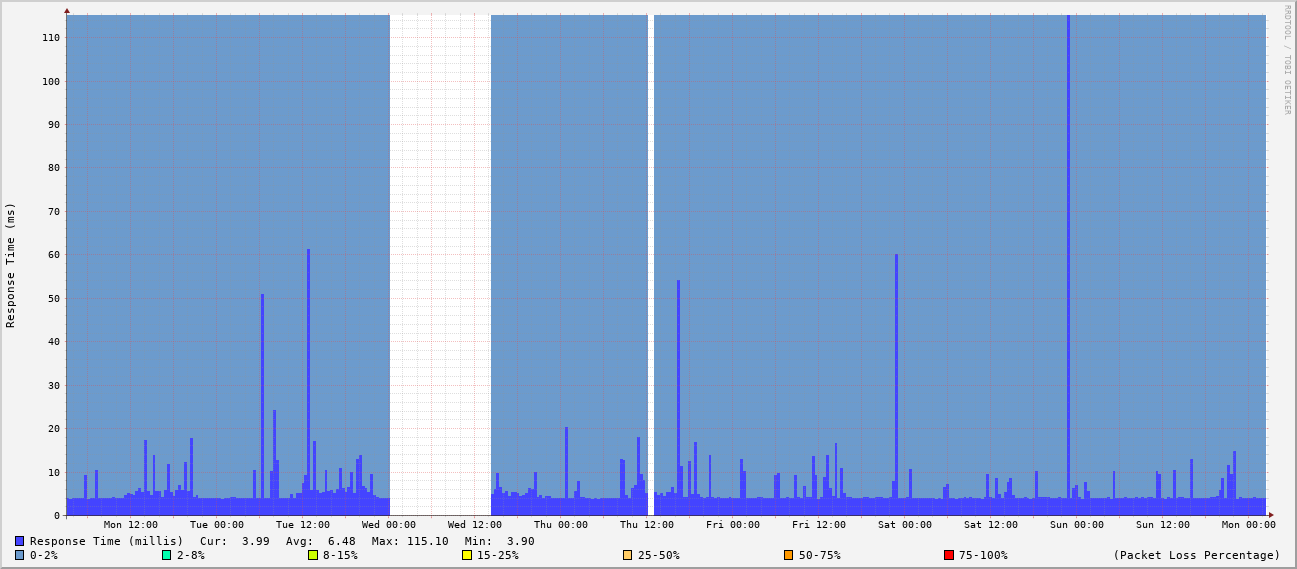 RRDTOOL / TOBI OETIKER
Response Time (ms)
110
100
90
80
70
60
50
40
30
20
10
0
Mon 12:00 Tue 00:00 Tue 12:00 Wed 00:00 Wed 12:00 Thu 00:00 Thu 12:00 Fri 00:00 Fri 12:00 Sat 00:00 Sat 12:00 Sun 00:00 Sun 12:00 Mon 00:00
Response Time (millis) Cur: 3.99 Avg: 6.48 Max: 115.10 Min: 3.90
0-2% 2-8% 8-15% 15-25% 25-50% 50-75% 75-100% (Packet Loss Percentage)